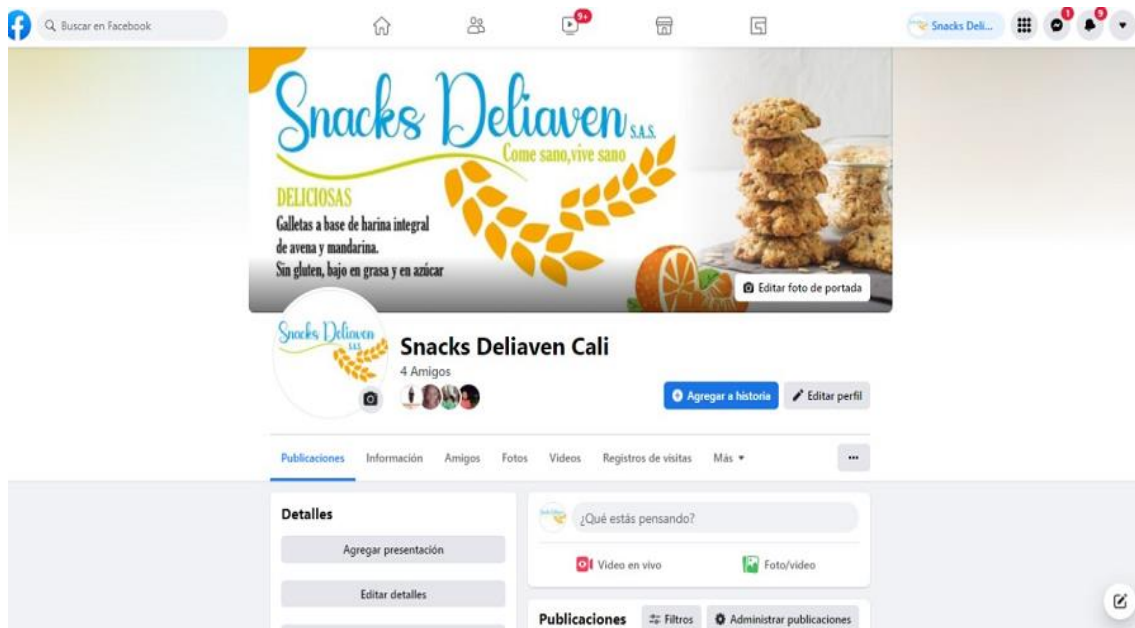 Buscar en Facebook
9+
Snacks Deli...
1
9
Snacks Deliaven S.A.S.
Come sano,vive sano
DELICIOSAS
Galletas a base de harina integral
de avena y mandarina.
Sin gluten, bajo en grasa y en azúcar
Editar foto de portada
Snacks Deliaven
S.A.S.
Snacks Deliaven Cali
4 Amigos
Agregar a historia
Editar perfil
Publicaciones
Información
Amigos
Fotos
Videos
Registros de visitas
Más
Detalles
Agregar presentación
Editar detalles
¿Qué estás pensando?
Video en vivo
Foto/video
Publicaciones
Filtros
Administrar publicaciones